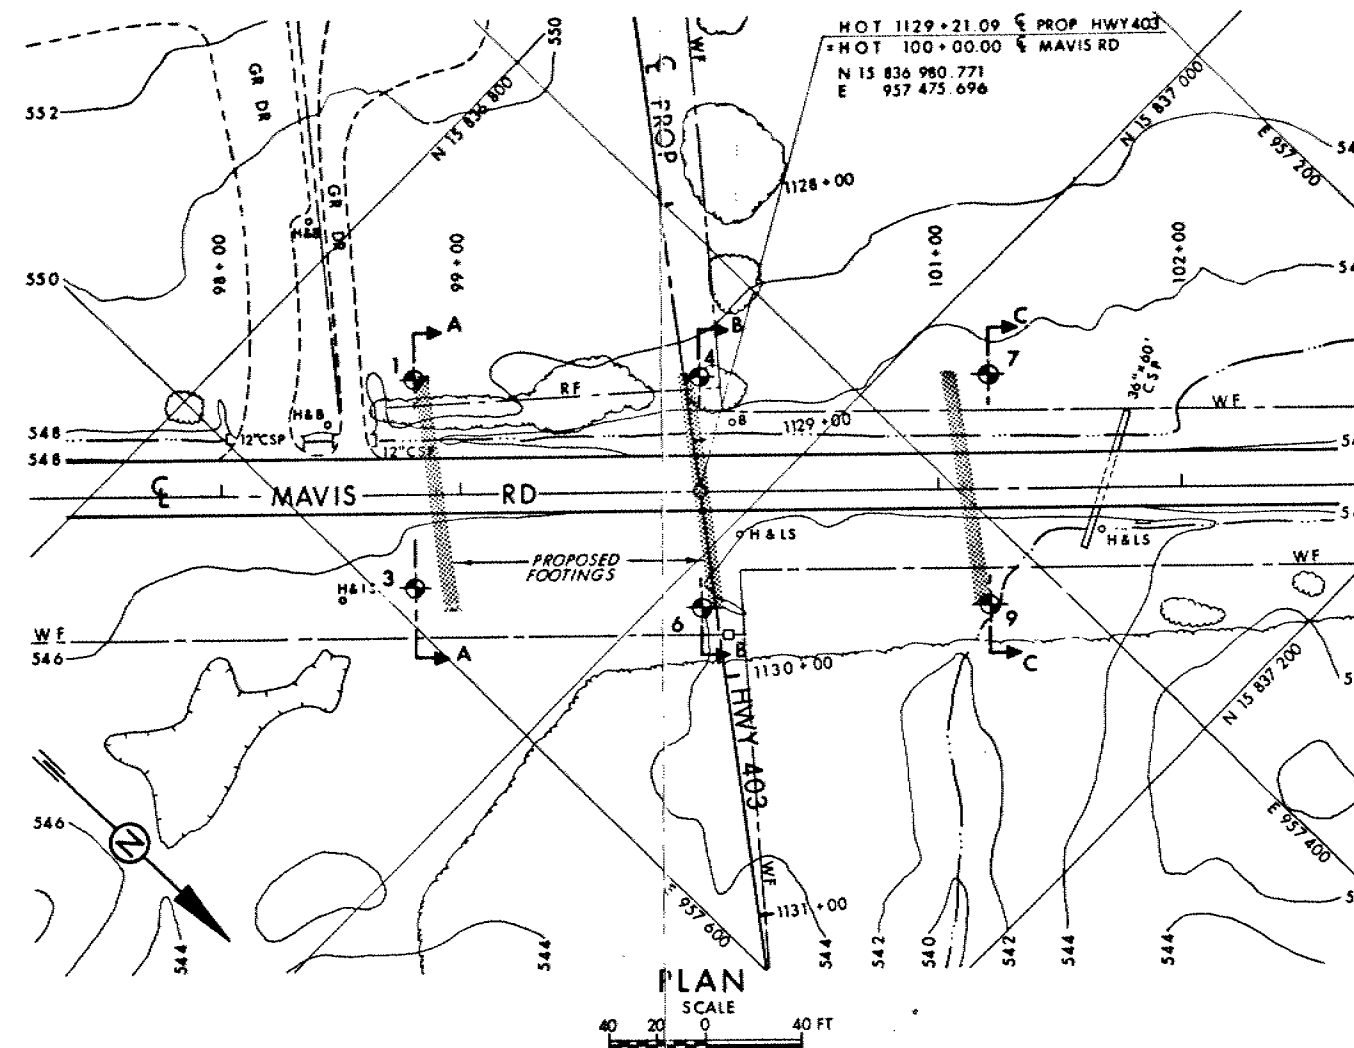 HOT 1129+21.09 ℄ PROP HWY 403
=HOT 100+00.00 ℄ MAVIS RD
N 15 836 980.771
E 957 475.696
550
552
GR DR
N 15 836 800
℄ PROP
WF
N 15 837 000
E 957 200
1128+00
GR DR
H&B
98+00
99+00
101+00
102+00
550
A
B
C
1
4
7
36"x60' CSP
RF
WF
H&B
B
1129+00
548
12"CSP
12"CSP
548
℄ MAVIS RD
H&LS
H&LS
PROPOSED
FOOTINGS
WF
3
H&LS
6
9
WF
546
A
B
C
1130+00
HWY 403
N 15 837 200
546
N
E 957 400
WF
E 957 600
1131+00
544
544
544
542
540
542
544
544
PLAN
SCALE
40 20 0 40 FT